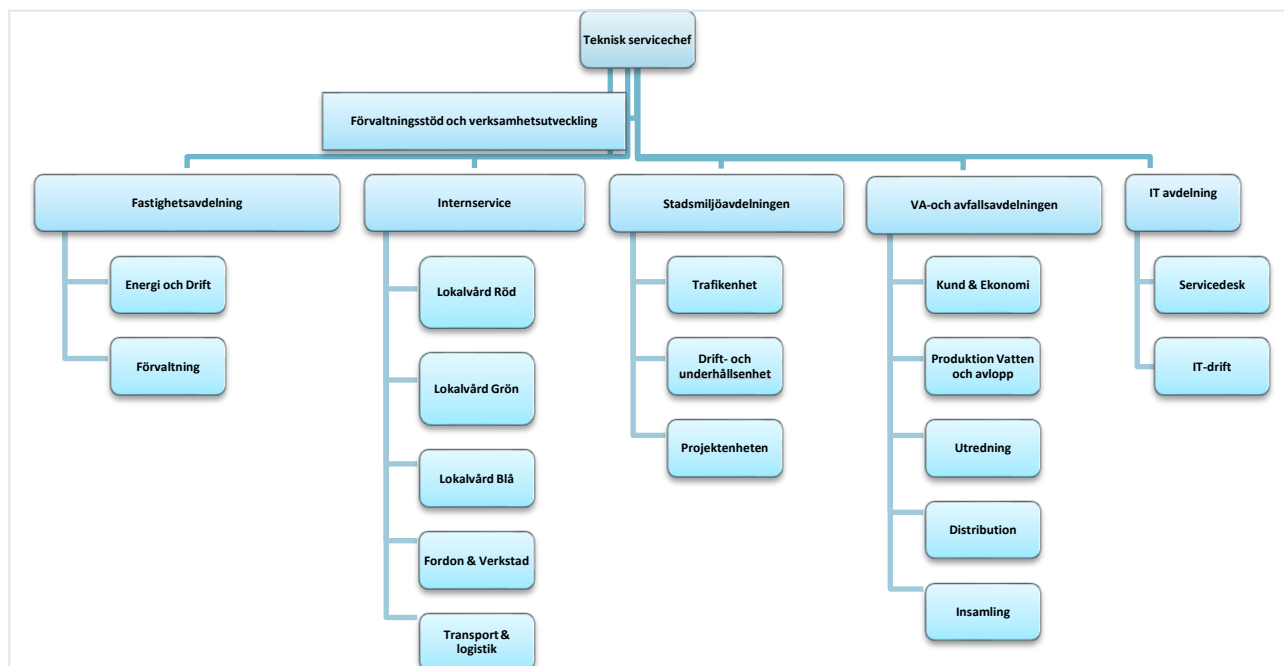 Teknisk servicechef
Förvaltningsstöd och verksamhetsutveckling
Fastighetsavdelning
Energi och Drift
Förvaltning
Internservice
Lokalvård Röd
Lokalvård Grön
Lokalvård Blå
Fordon & Verkstad
Transport &
logistik
Stadsmiljöavdelningen
Trafikenhet
Drift- och
underhållsenhet
Projektenheten
VA-och avfallsavdelningen
Kund & Ekonomi
Produktion Vatten
och avlopp
Utredning
Distribution
Insamling
IT avdelning
Servicedesk
IT-drift